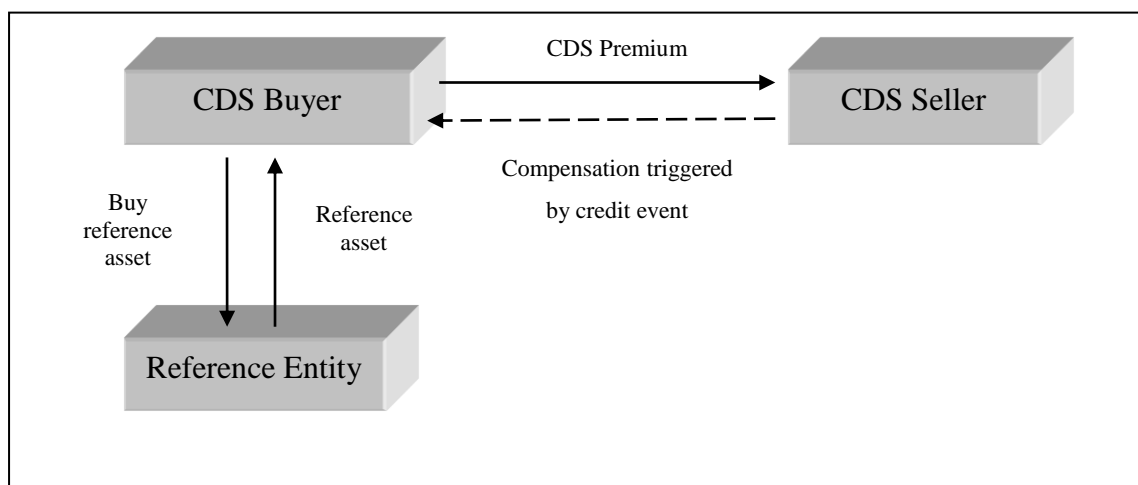 CDS Premium
CDS Buyer
CDS Seller
Compensation triggered
by credit event
Buy
reference
asset
Reference
asset
Reference Entity